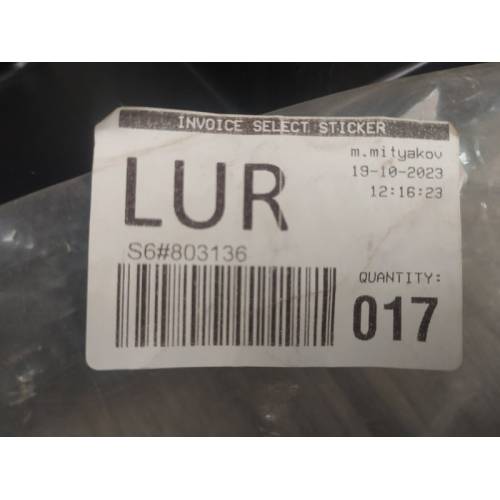 INVOICE SELECT STICKER
m.mityakov
19-10-2023
12:16:23
LUR
S6#803136
QUANTITY:
017